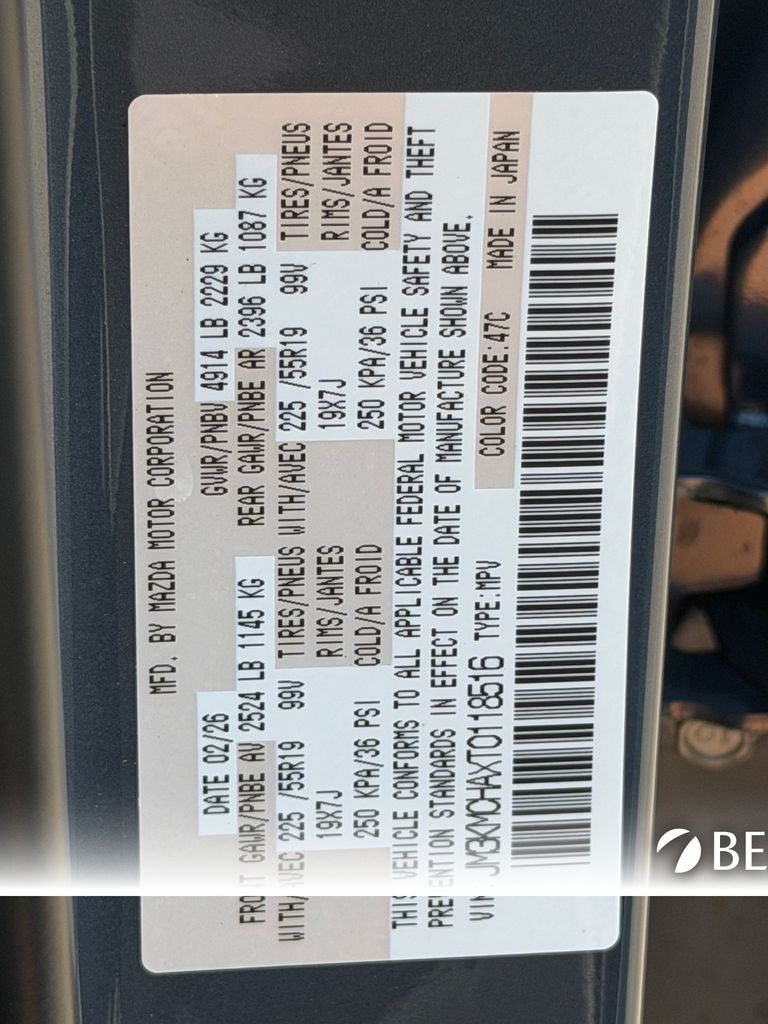 MFD. BY MAZDA MOTOR CORPORATION
DATE 02/26 GVWR/PNBV 4914 LB 2229 KG
FRONT GAWR/PNBE AV 2524 LB 1145 KG REAR GAWR/PNBE AR 2396 LB 1087 KG
WITH/AVEC 225 /55R19 99V TIRES/PNEUS WITH/AVEC 225 /55R19 99V TIRES/PNEUS
19X7J RIMS/JANTES 19X7J RIMS/JANTES
250 KPA/36 PSI COLD/A FROID 250 KPA/36 PSI COLD/A FROID
THIS VEHICLE CONFORMS TO ALL APPLICABLE FEDERAL MOTOR VEHICLE SAFETY AND THEFT
PREVENTION STANDARDS IN EFFECT ON THE DATE OF MANUFACTURE SHOWN ABOVE.
VIN: JM3KMCHAXT0118516 TYPE:MPV COLOR CODE:47C MADE IN JAPAN
BE